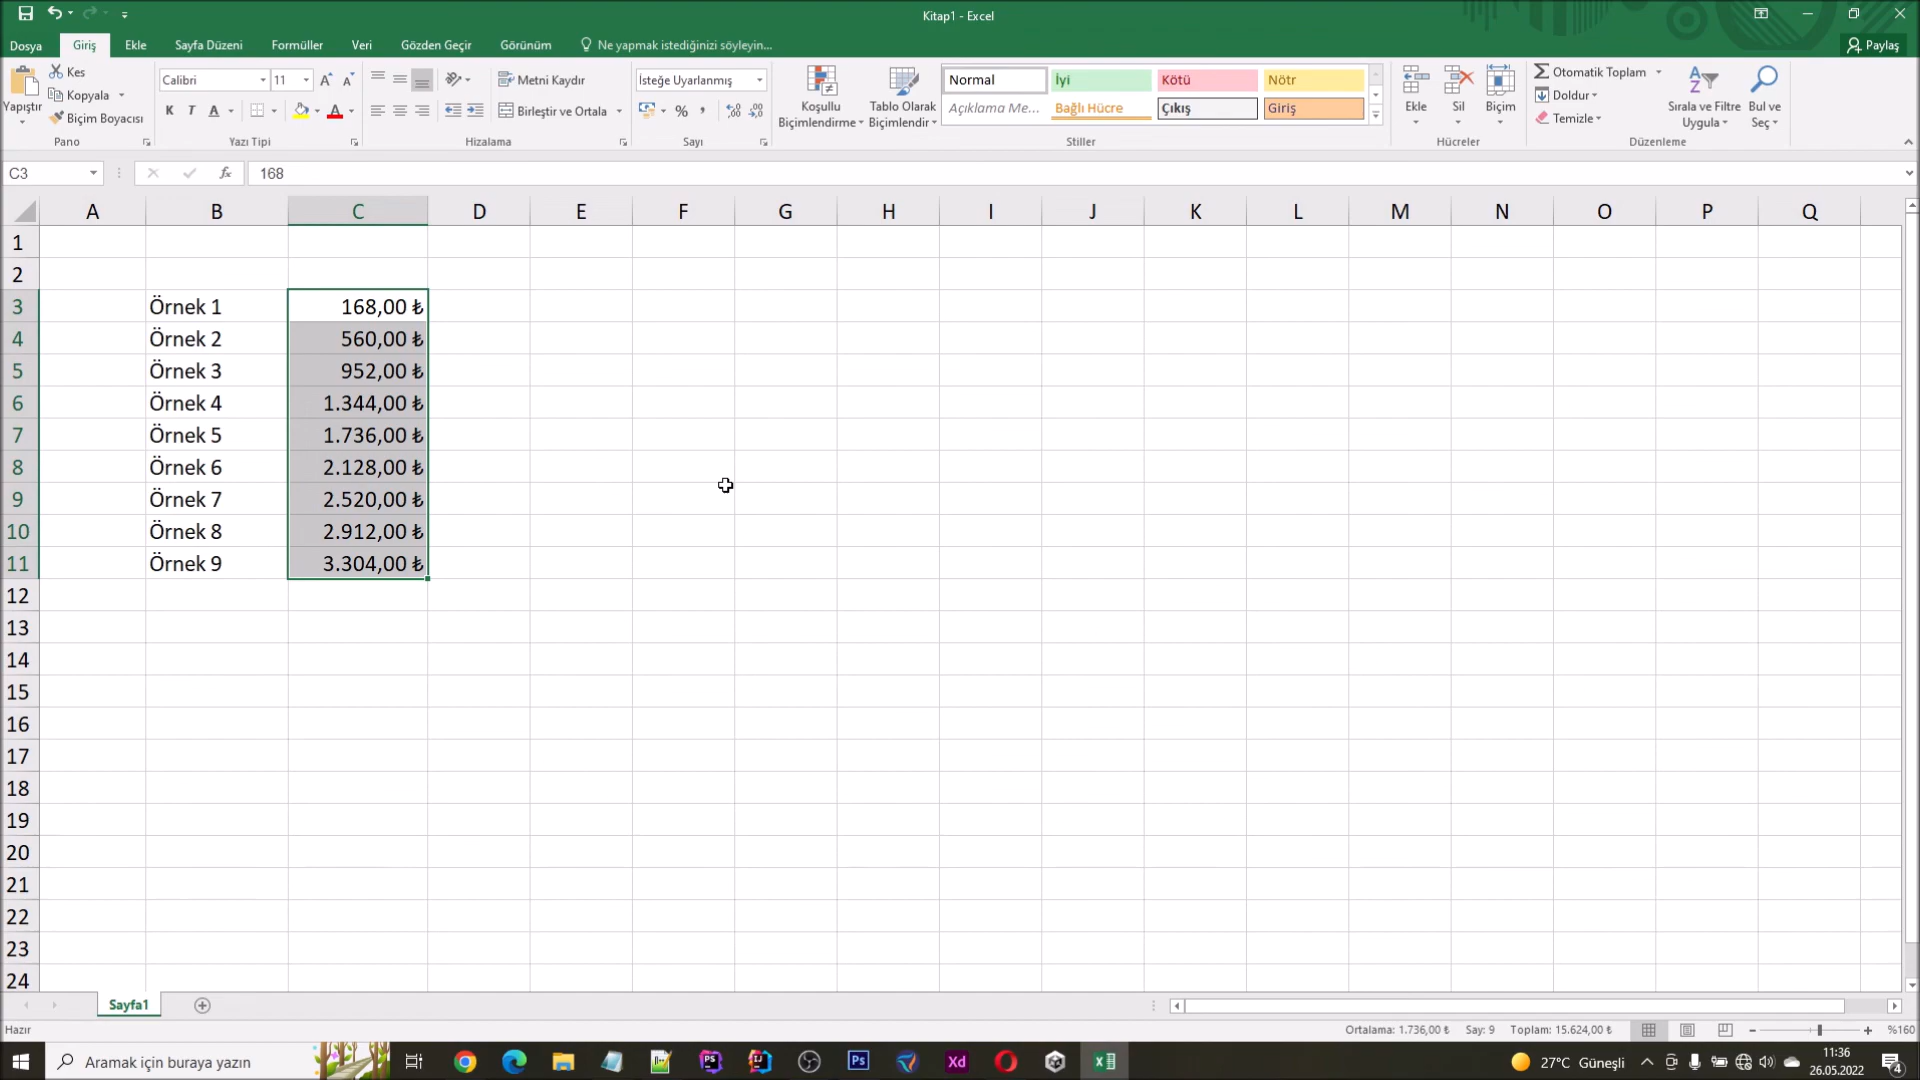 Kitap1 - Excel
Dosya Giriş Ekle Sayfa Düzeni Formüller Veri Gözden Geçir Görünüm Ne yapmak istediğinizi söyleyin... Paylaş
Yapıştır
Kes
Kopyala
Biçim Boyacısı
Pano
Calibri 11
K T A A
Yazı Tipi
Metni Kaydır
Birleştir ve Ortala
Hizalama
İsteğe Uyarlanmış
%
Sayı
Koşullu Biçimlendirme
Tablo Olarak Biçimlendir
Normal İyi Kötü Nötr
Açıklama Me... Bağlı Hücre Çıkış Giriş
Stiller
Ekle Sil Biçim
Hücreler
Otomatik Toplam
Doldur
Temizle
Sırala ve Filtre Uygula
Bul ve Seç
Düzenleme
C3 fx 168
A B C D E F G H I J K L M N O P Q
1
2
3 Örnek 1 168,00 ₺
4 Örnek 2 560,00 ₺
5 Örnek 3 952,00 ₺
6 Örnek 4 1.344,00 ₺
7 Örnek 5 1.736,00 ₺
8 Örnek 6 2.128,00 ₺
9 Örnek 7 2.520,00 ₺
10 Örnek 8 2.912,00 ₺
11 Örnek 9 3.304,00 ₺
12
13
14
15
16
17
18
19
20
21
22
23
24
Sayfa1
Hazır Ortalama: 1.736,00 ₺ Say: 9 Toplam: 15.624,00 ₺ %160
Aramak için buraya yazın
27°C Güneşli
11:36
26.05.2022
4